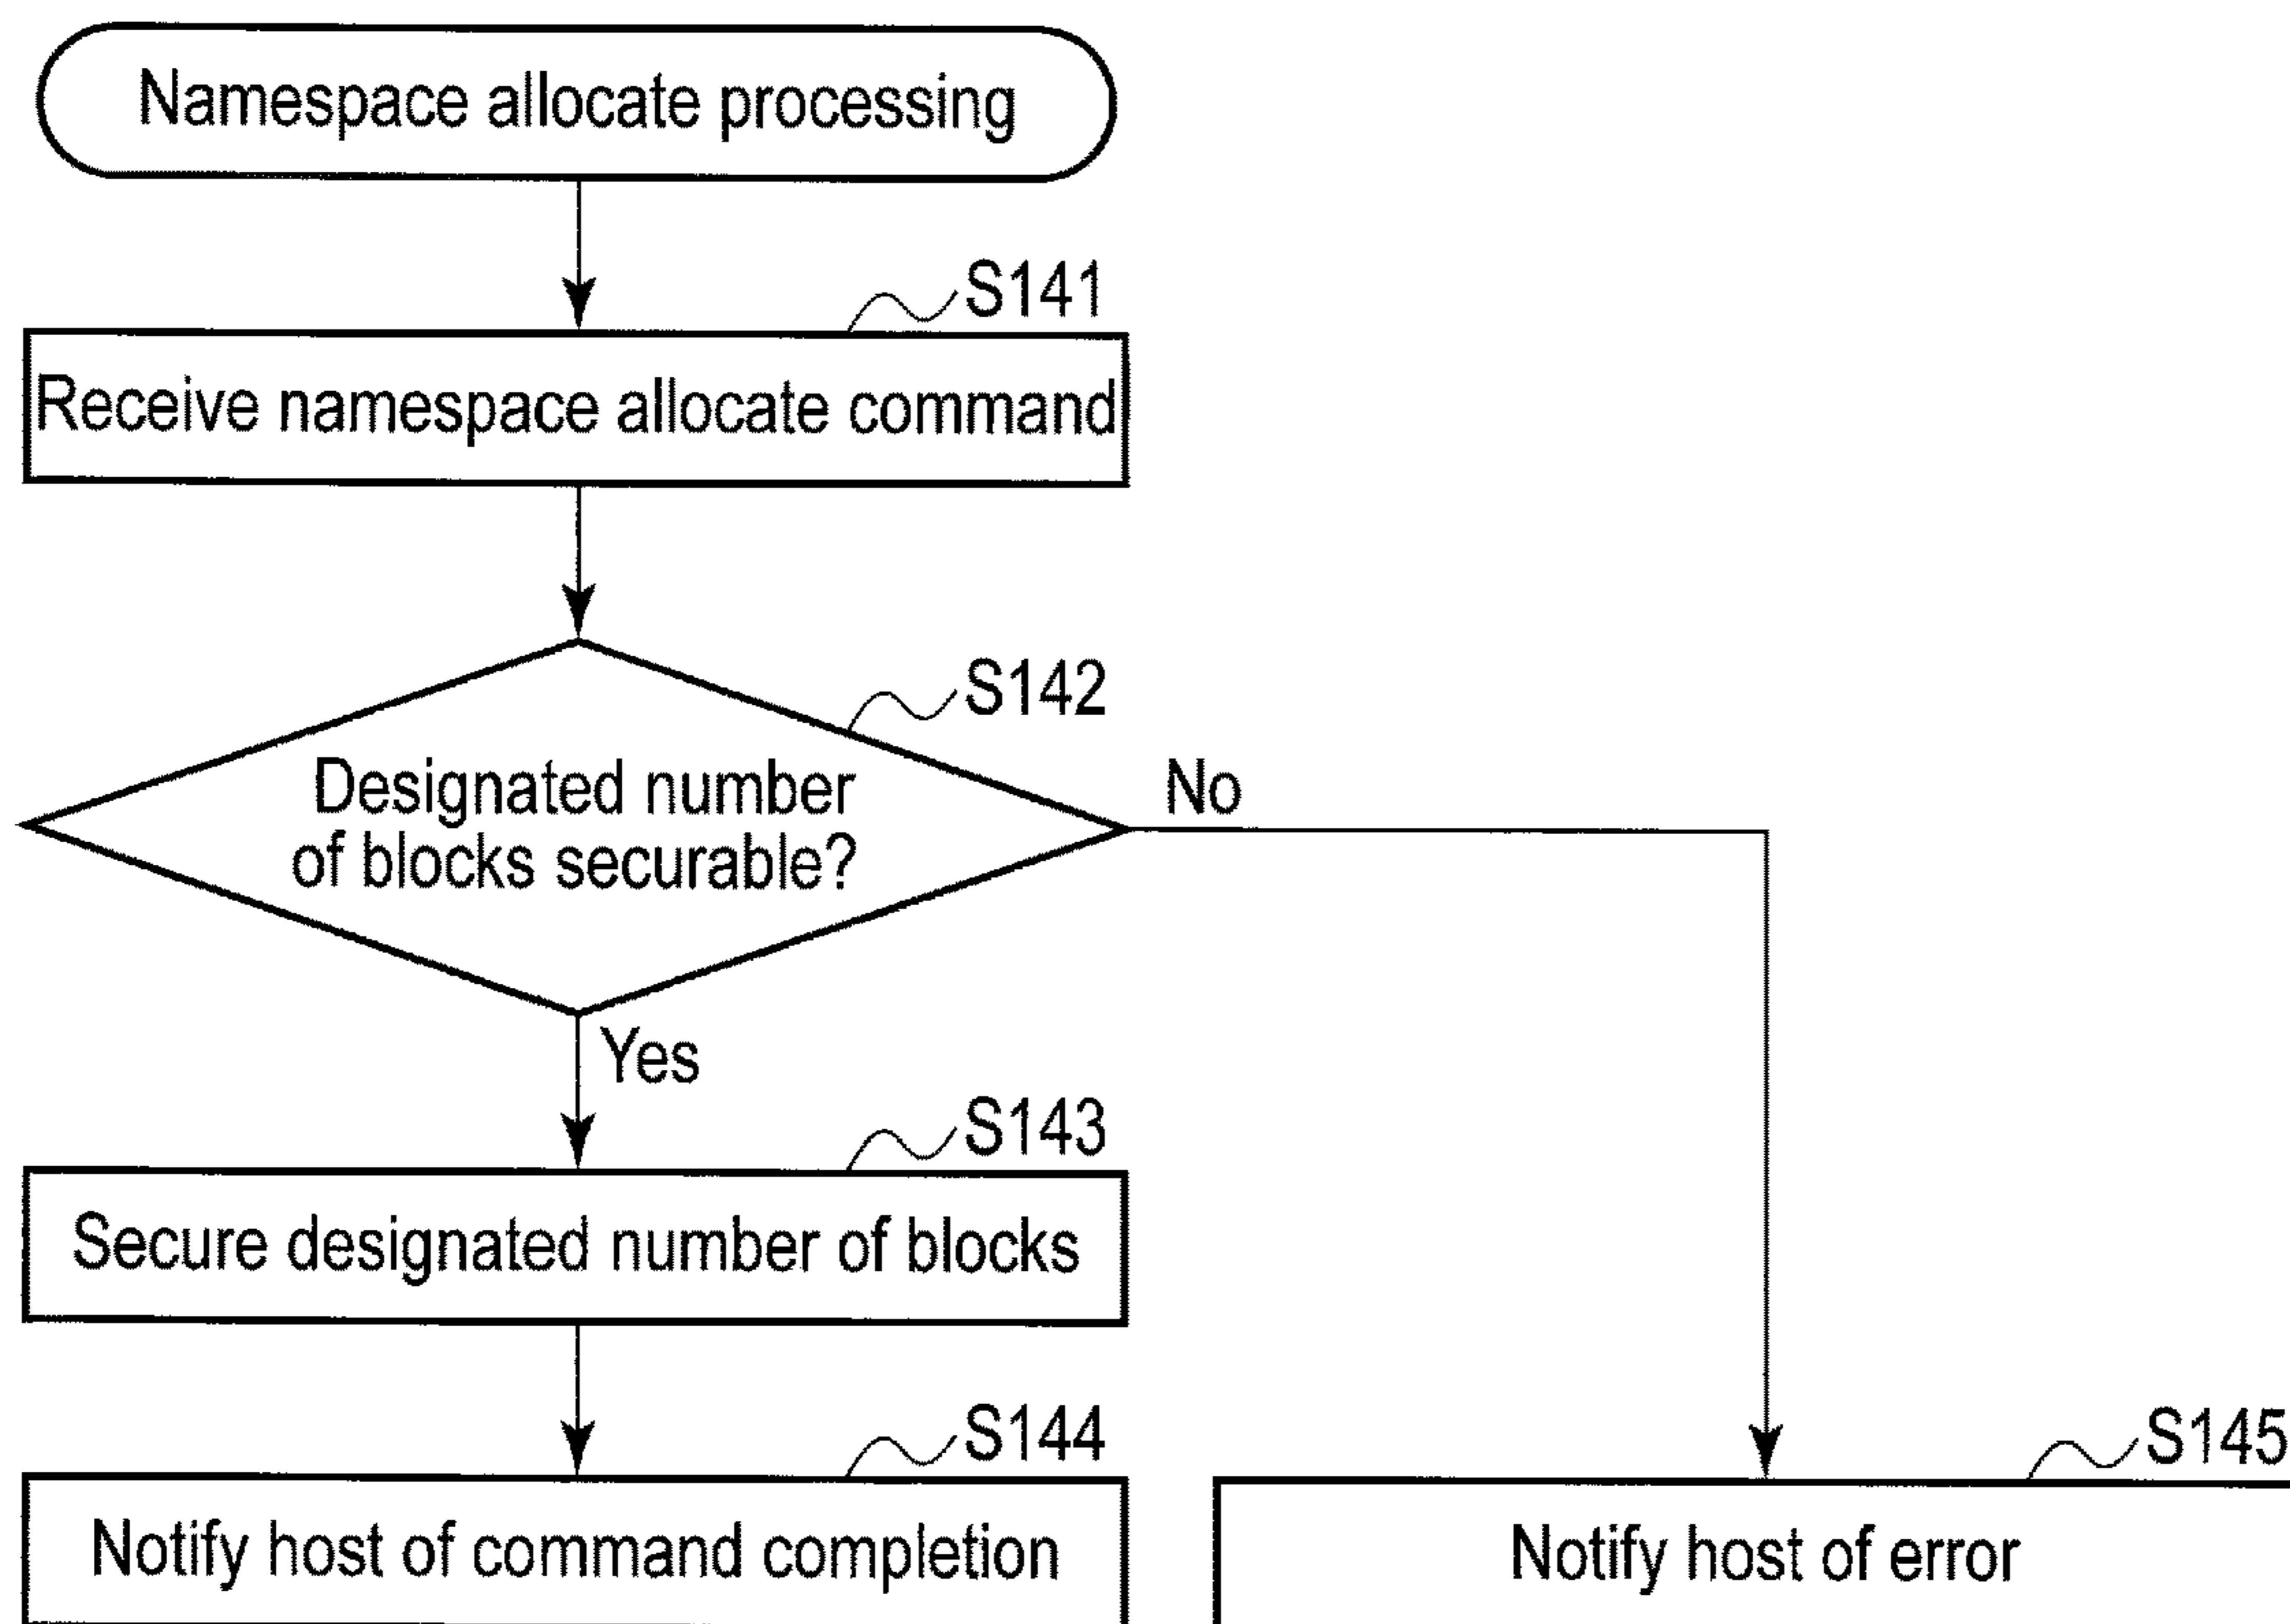 Namespace allocate processing
S141
Receive namespace allocate command
S142
Designated number
of blocks securable?
No
Yes
S143
Secure designated number of blocks
S144
Notify host of command completion
S145
Notify host of error